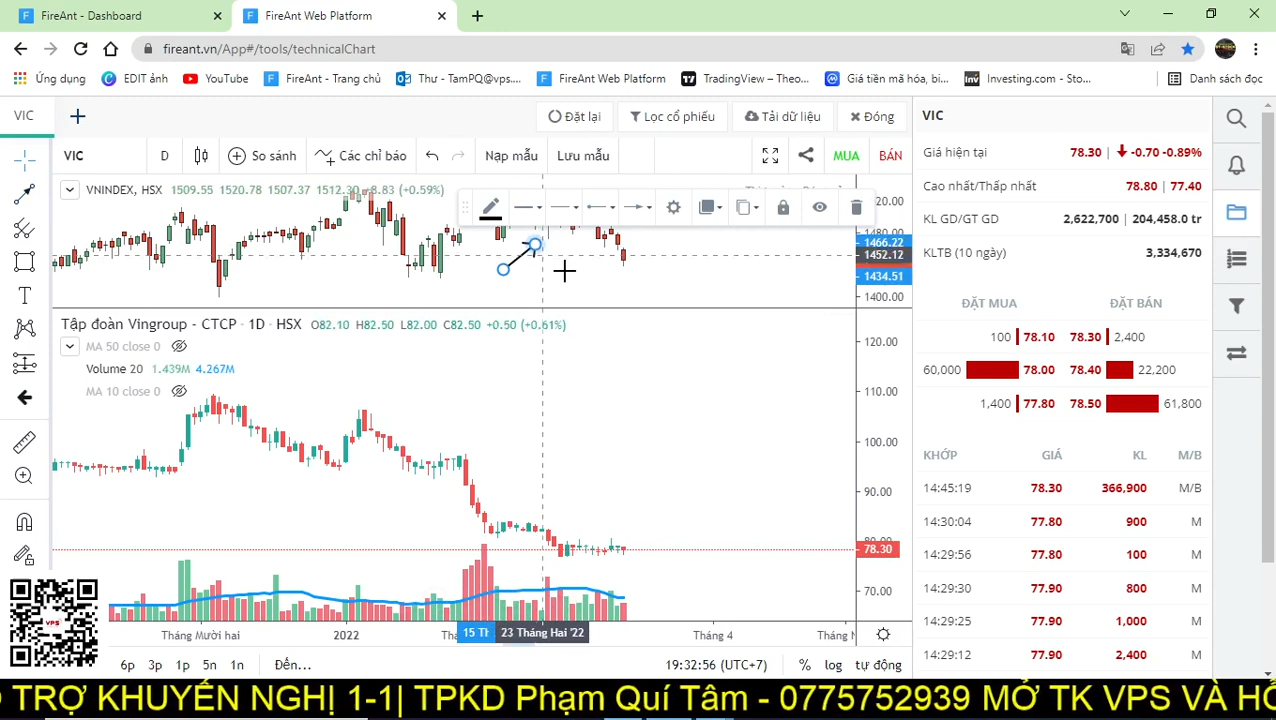 FireAnt - Dashboard
FireAnt Web Platform
fireant.vn/App#/tools/technicalChart
Ứng dụng
EDIT ảnh
YouTube
FireAnt - Trang chủ
Thư - TamPQ@vps....
FireAnt Web Platform
TradingView – Theo...
Giá tiền mã hóa, bi...
Investing.com - Sto...
Danh sách đọc
VIC
Đặt lại
Lọc cổ phiếu
Tải dữ liệu
Đóng
VIC
VIC
D
So sánh
Các chỉ báo
Nạp mẫu
Lưu mẫu
MUA
BÁN
Giá hiện tại
78.30 | -0.70 -0.89%
Cao nhất/Thấp nhất
78.80 | 77.40
KL GD/GT GD
2,622,700 | 204,458.0 tr
KLTB (10 ngày)
3,334,670
VNINDEX, HSX 1509.55 1520.78 1507.37 1512.30 +8.83 (+0.59%)
1466.22
1452.12
1434.51
1400.00
Tập đoàn Vingroup - CTCP · 1D · HSX O82.10 H82.50 L82.00 C82.50 +0.50 (+0.61%)
MA 50 close 0
Volume 20 1.439M 4.267M
MA 10 close 0
120.00
110.00
100.00
90.00
78.30
70.00
ĐẶT MUA
ĐẶT BÁN
100 78.10 78.30 2,400
60,000 78.00 78.40 22,200
1,400 77.80 78.50 61,800
KHỚP GIÁ KL M/B
14:45:19 78.30 366,900 M/B
14:30:04 77.80 900 M
14:29:56 77.80 100 M
14:29:30 77.90 800 M
14:29:25 77.90 1,000 M
14:29:12 77.90 2,400 M
Tháng Mười hai
2022
15 Th
23 Tháng Hai '22
Tháng 4
VPS
6p 3p 1p 5n 1n Đến...
19:32:56 (UTC+7) % log tự động
TRỢ KHUYẾN NGHỊ 1-1| TPKD Phạm Quí Tâm - 0775752939 MỞ TK VPS VÀ